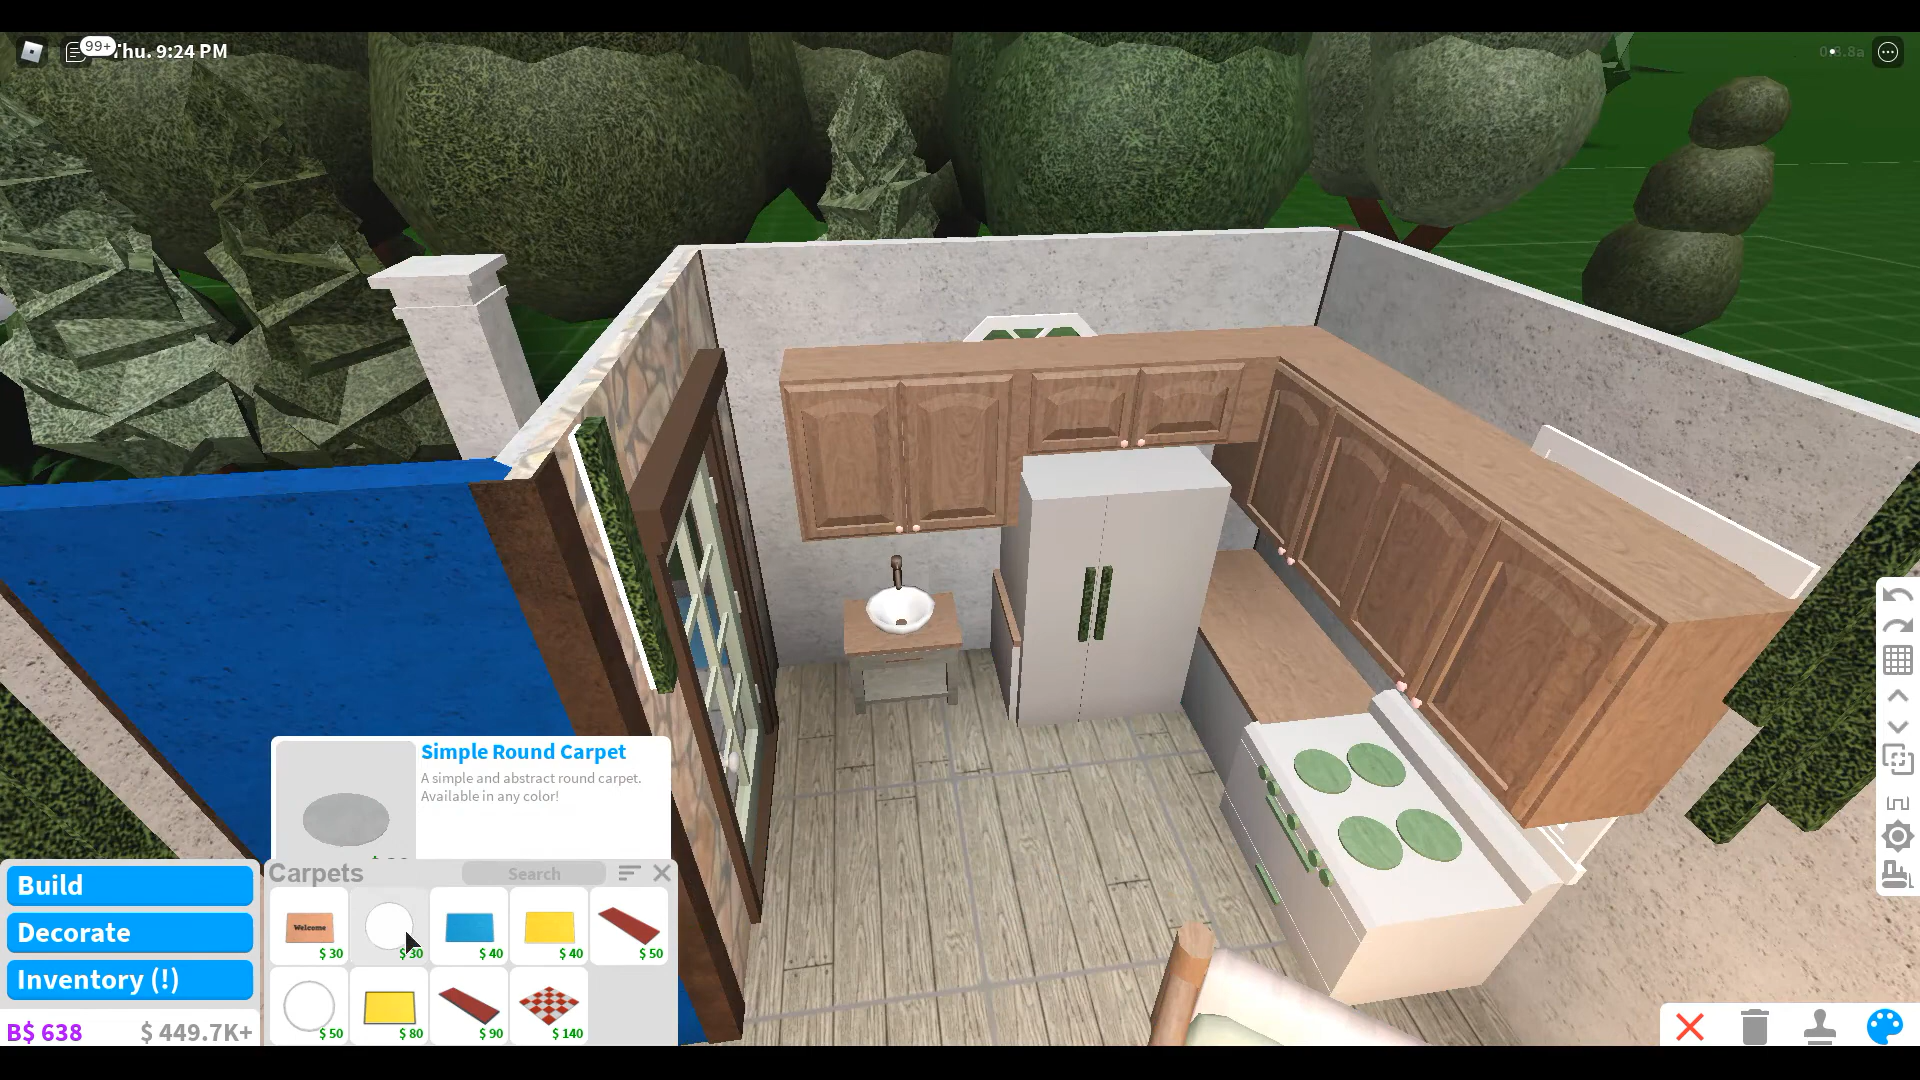 99+ Thu. 9:24 PM
Simple Round Carpet
A simple and abstract round carpet.
Available in any color!
Carpets
Search
Build
Decorate
Inventory (!)
B$ 638
$ 449.7K+
Welcome
$ 30
$ 30
$ 40
$ 40
$ 50
$ 50
$ 80
$ 90
$ 140